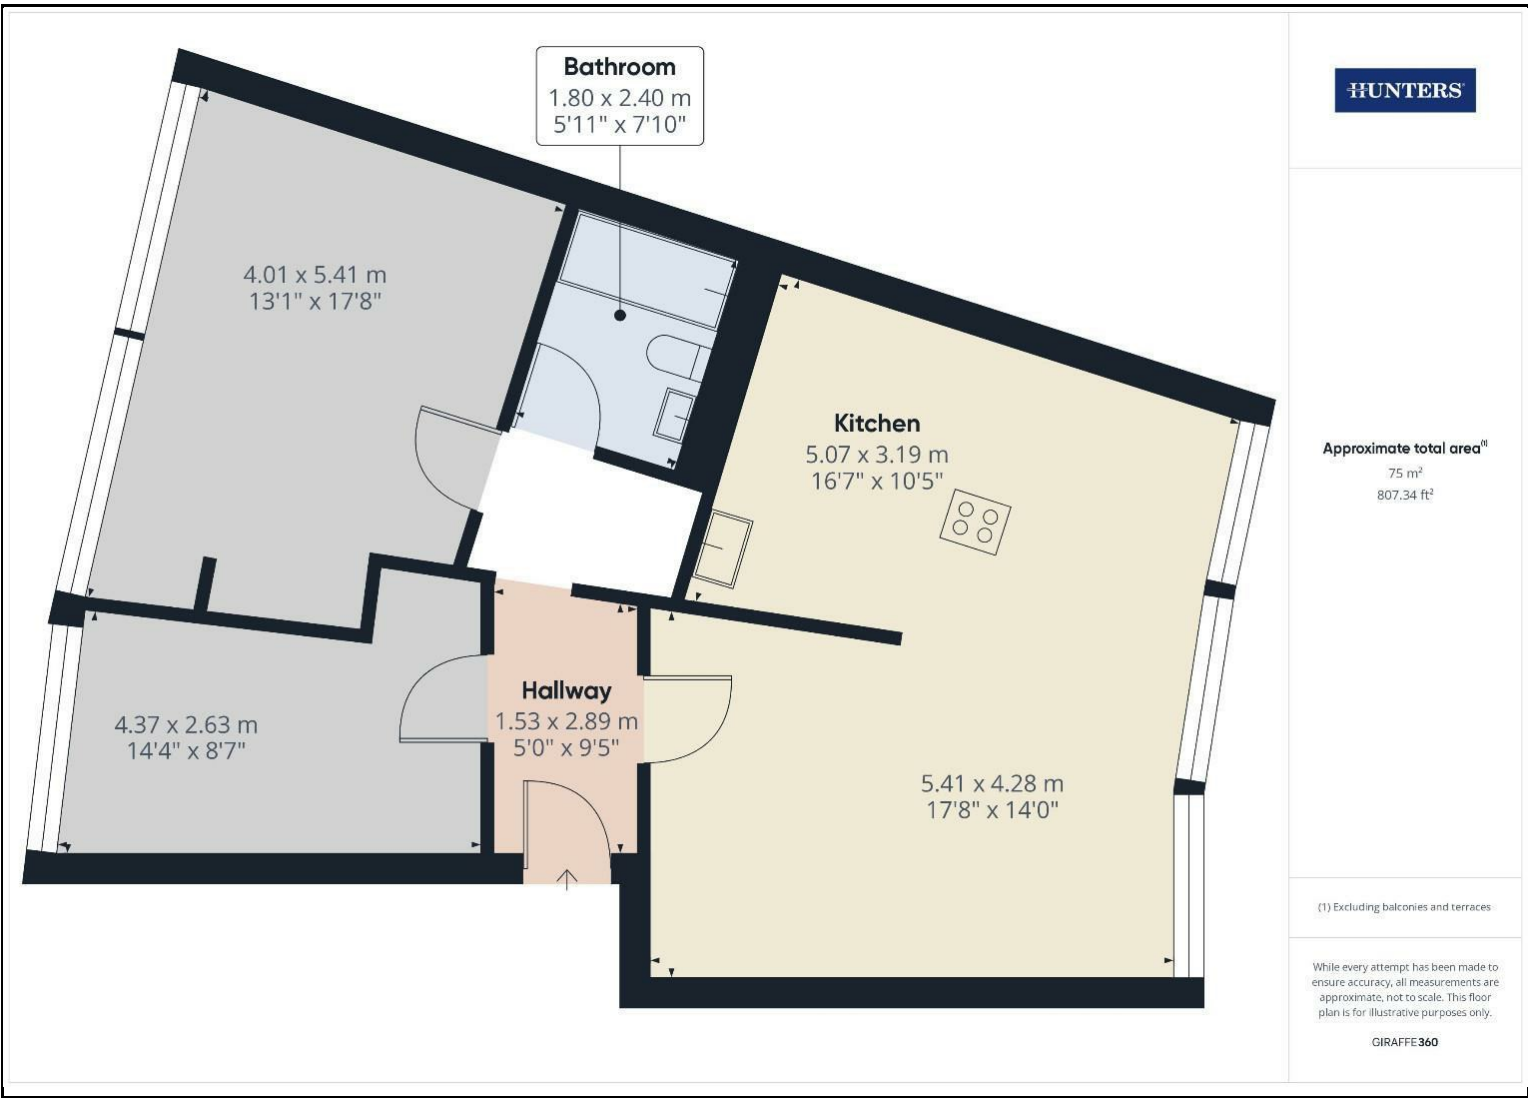 Bathroom
1.80 x 2.40 m
5'11" x 7'10"
HUNTERS
4.01 x 5.41 m
13'1" x 17'8"
Kitchen
5.07 x 3.19 m
16'7" x 10'5"
Approximate total area(1)
75 m²
807.34 ft²
Hallway
1.53 x 2.89 m
5'0" x 9'5"
4.37 x 2.63 m
14'4" x 8'7"
5.41 x 4.28 m
17'8" x 14'0"
(1) Excluding balconies and terraces
While every attempt has been made to
ensure accuracy, all measurements are
approximate, not to scale. This floor
plan is for illustrative purposes only.
GIRAFFE360